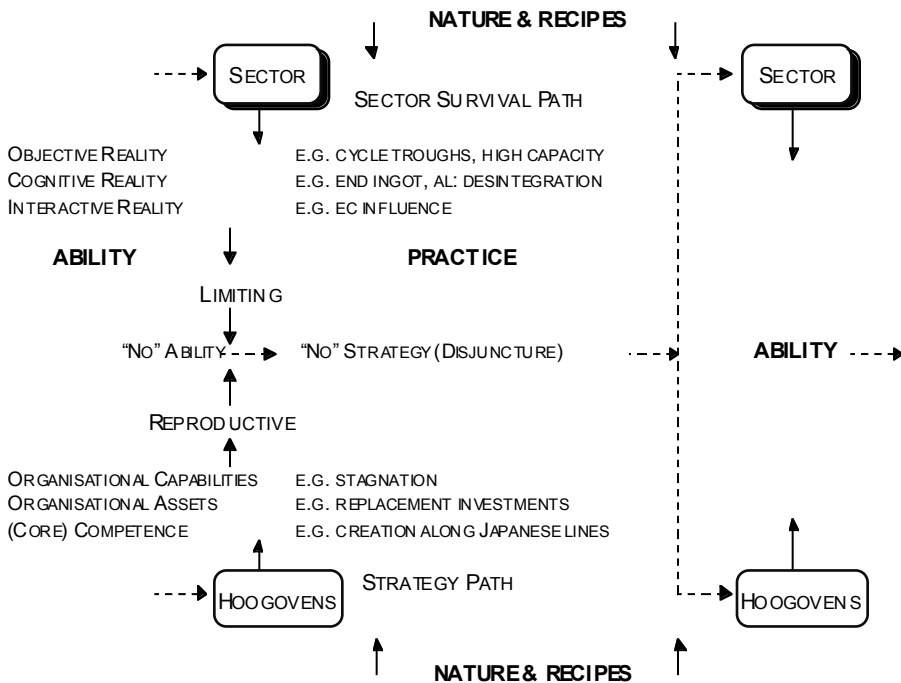 NATURE & RECIPES
SECTOR SECTOR
SECTOR SURVIVAL PATH
OBJECTIVE REALITY E.G. CYCLE TROUGHS, HIGH CAPACITY
COGNITIVE REALITY E.G. END INGOT, AL: DESINTEGRATION
INTERACTIVE REALITY E.G. EC INFLUENCE
ABILITY PRACTICE
LIMITING
“NO” ABILITY “NO” STRATEGY (DISJUNCTURE) ABILITY
REPRODUCTIVE
ORGANISATIONAL CAPABILITIES E.G. STAGNATION
ORGANISATIONAL ASSETS E.G. REPLACEMENT INVESTMENTS
(CORE) COMPETENCE E.G. CREATION ALONG JAPANESE LINES
STRATEGY PATH
HOOGOVENS HOOGOVENS
NATURE & RECIPES